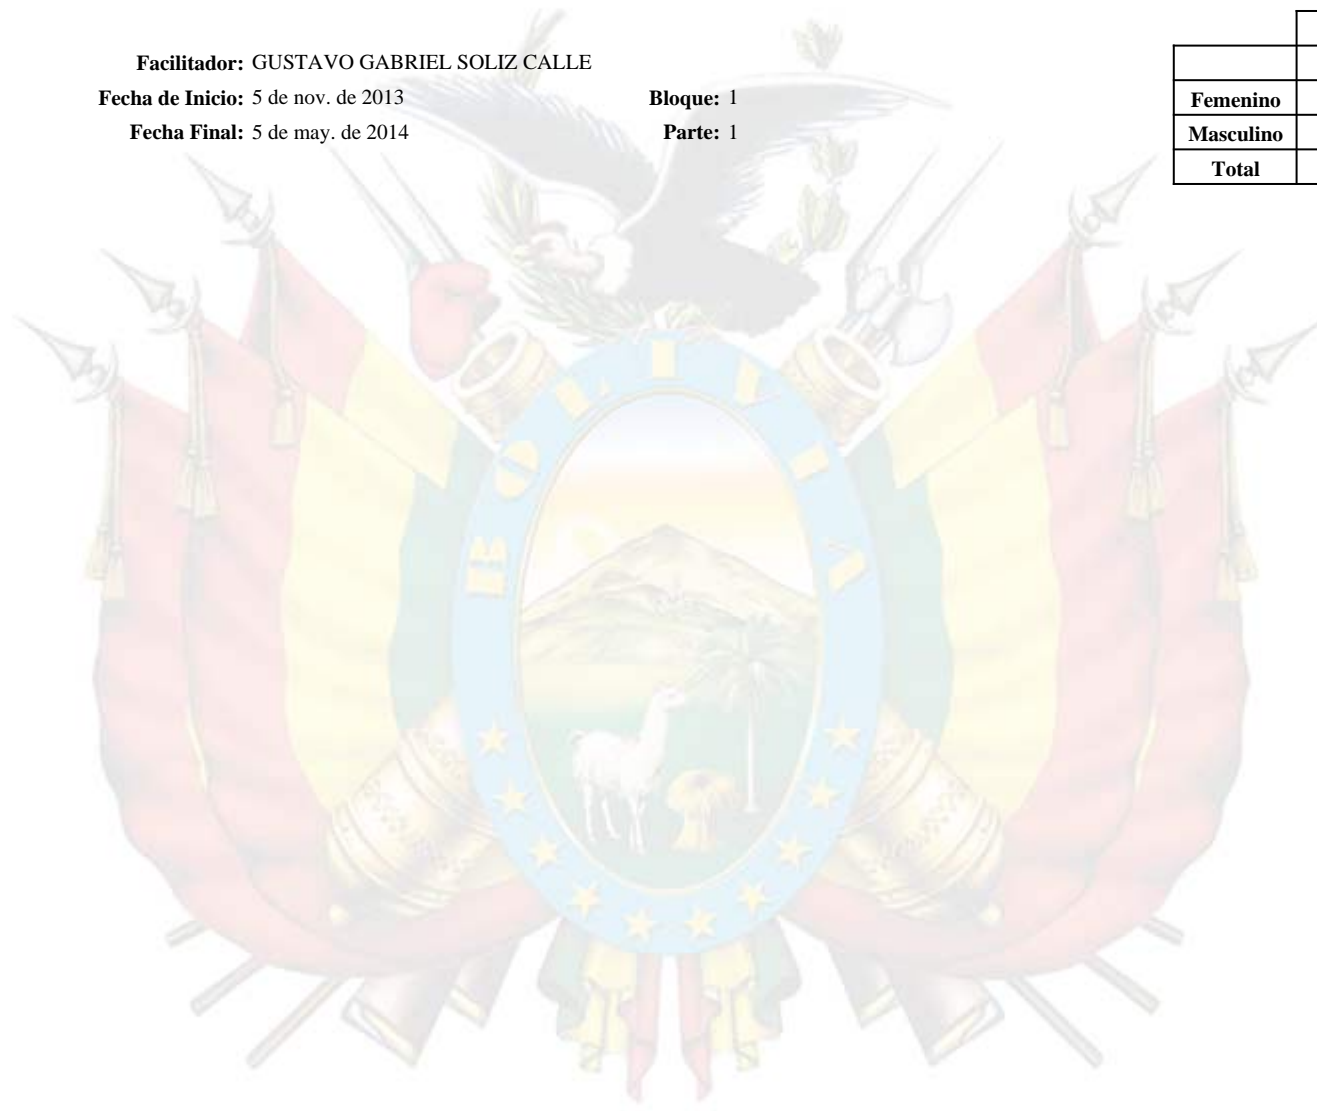 Facilitador: GUSTAVO GABRIEL SOLIZ CALLE
Fecha de Inicio: 5 de nov. de 2013 Bloque: 1
Fecha Final: 5 de may. de 2014 Parte: 1
Femenino
Masculino
Total
BOLIVIA